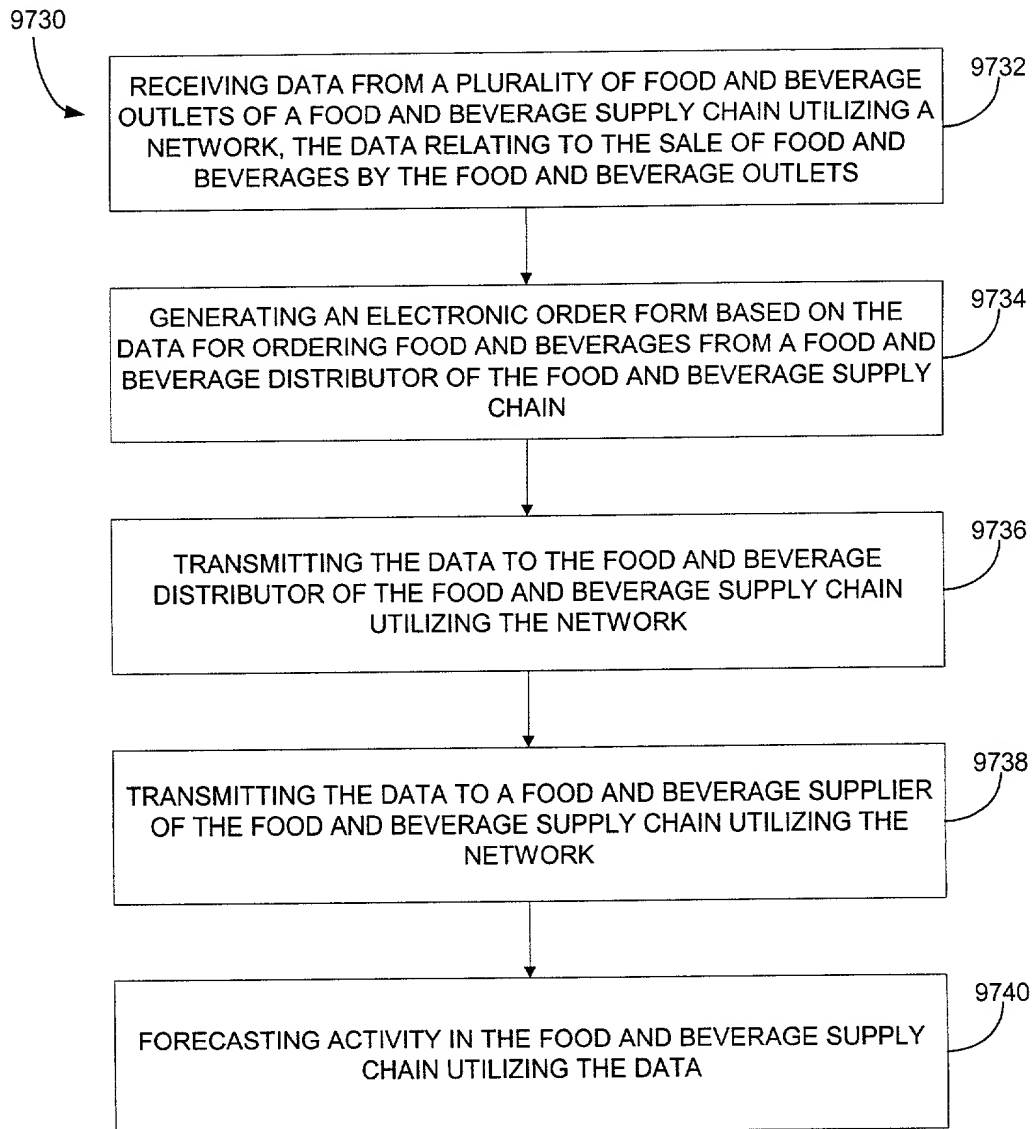 9730
9732
RECEIVING DATA FROM A PLURALITY OF FOOD AND BEVERAGE
OUTLETS OF A FOOD AND BEVERAGE SUPPLY CHAIN UTILIZING A
NETWORK, THE DATA RELATING TO THE SALE OF FOOD AND
BEVERAGES BY THE FOOD AND BEVERAGE OUTLETS
9734
GENERATING AN ELECTRONIC ORDER FORM BASED ON THE
DATA FOR ORDERING FOOD AND BEVERAGES FROM A FOOD AND
BEVERAGE DISTRIBUTOR OF THE FOOD AND BEVERAGE SUPPLY
CHAIN
9736
TRANSMITTING THE DATA TO THE FOOD AND BEVERAGE
DISTRIBUTOR OF THE FOOD AND BEVERAGE SUPPLY CHAIN
UTILIZING THE NETWORK
9738
TRANSMITTING THE DATA TO A FOOD AND BEVERAGE SUPPLIER
OF THE FOOD AND BEVERAGE SUPPLY CHAIN UTILIZING THE
NETWORK
9740
FORECASTING ACTIVITY IN THE FOOD AND BEVERAGE SUPPLY
CHAIN UTILIZING THE DATA